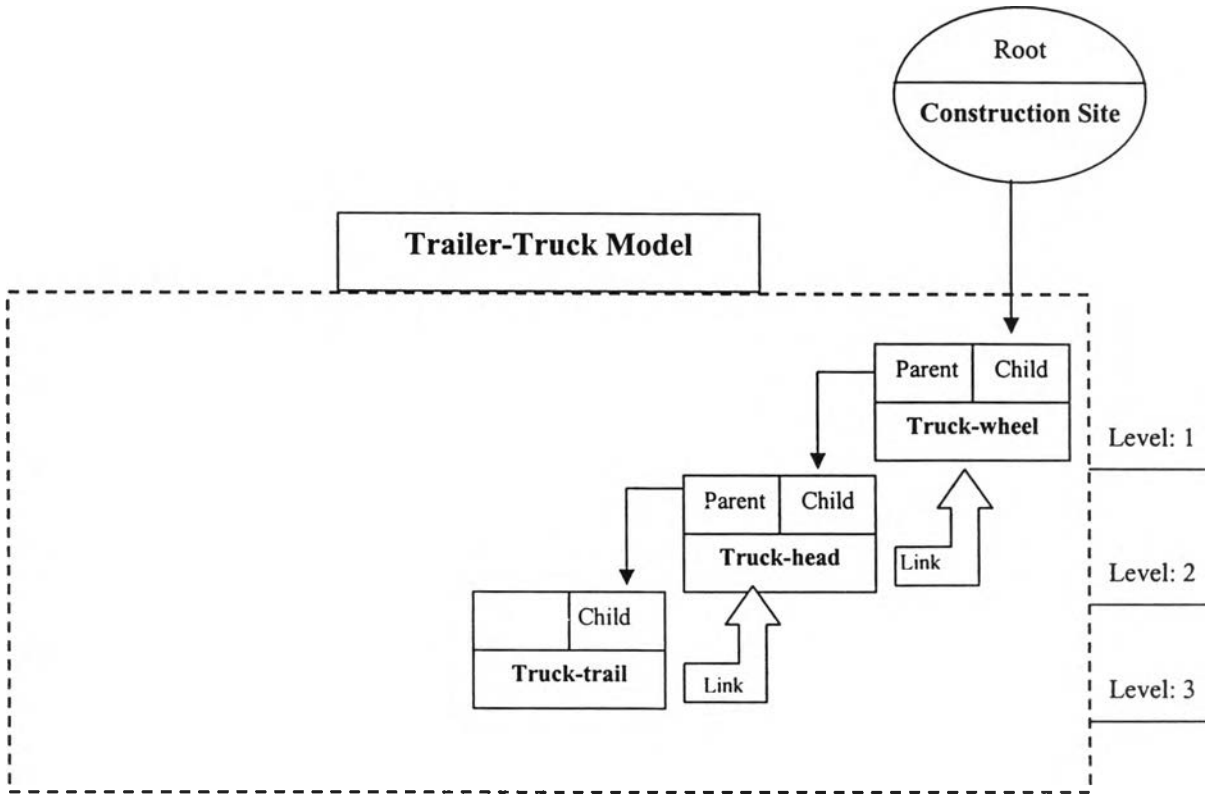 Root
Construction Site
Trailer-Truck Model
Parent Child
Truck-wheel
Level: 1
Parent Child
Truck-head
Link
Level: 2
Child
Truck-trail
Link
Level: 3